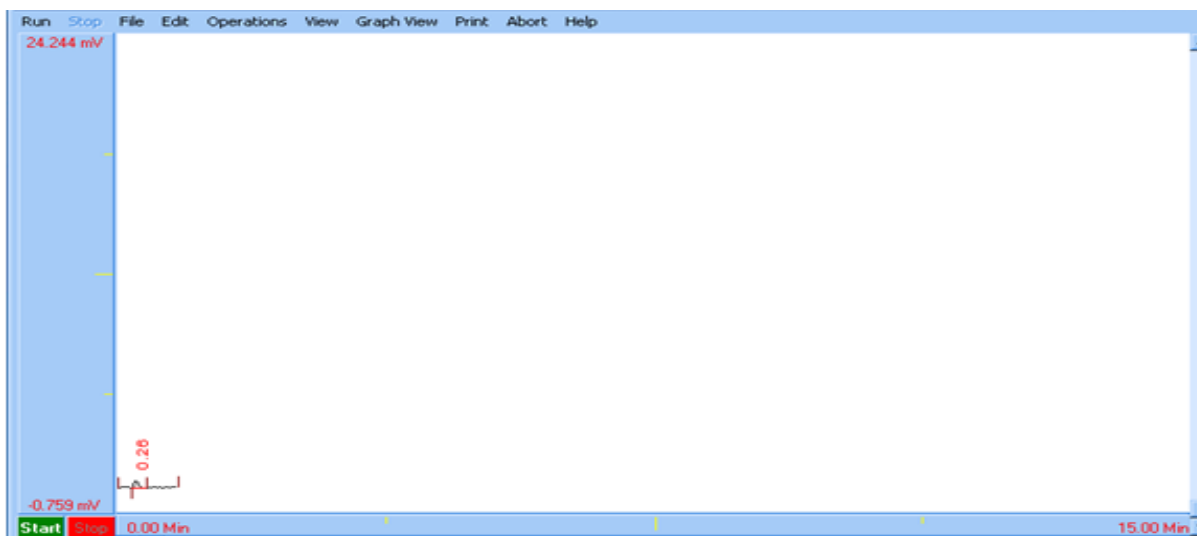 Run Stop File Edit Operations View Graph View Print Abort Help
24.244 mV
0.26
-0.759 mV
Start Stop 0.00 Min 15.00 Min